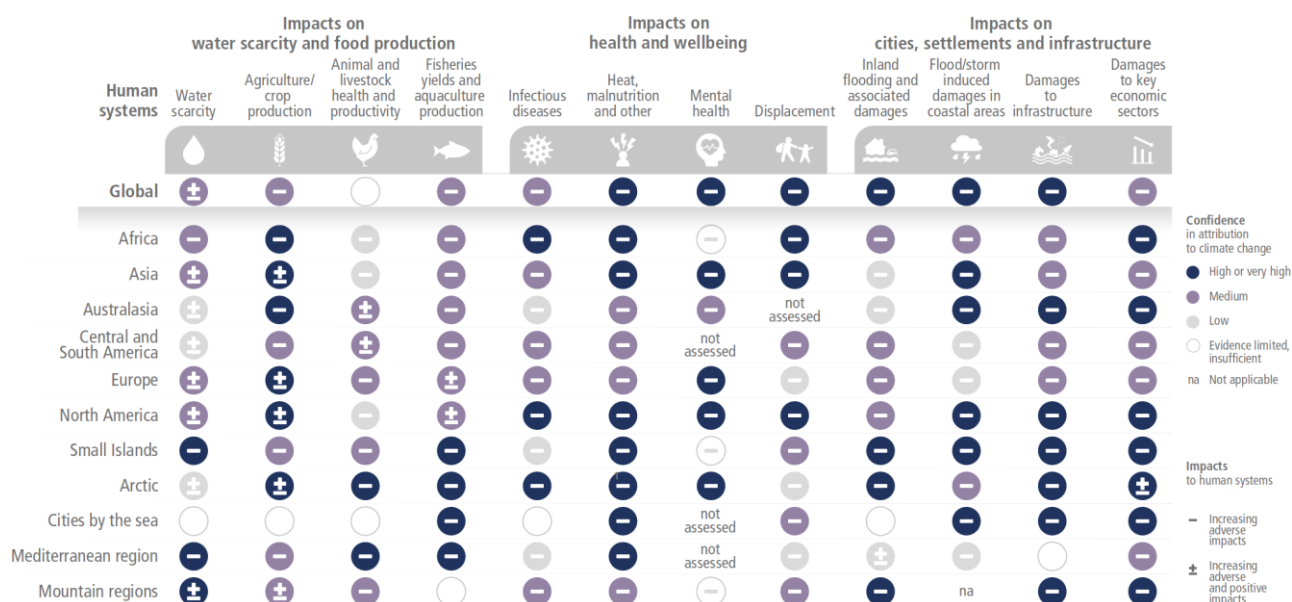 Impacts on
water scarcity and food production
Impacts on
health and wellbeing
Impacts on
cities, settlements and infrastructure
Human
systems
Water
scarcity
Agriculture/
crop
production
Animal and
livestock
health and
productivity
Fisheries
yields and
aquaculture
production
Infectious
diseases
Heat,
malnutrition
and other
Mental
health
Displacement
Inland
flooding and
associated
damages
Flood/storm
induced
damages in
coastal areas
Damages
to
infrastructure
Damages
to key
economic
sectors
Global
Africa
Asia
Australasia
not
assessed
Central and
South America
not
assessed
Europe
North America
Small Islands
Arctic
Cities by the sea
not
assessed
Mediterranean region
not
assessed
Mountain regions
na
Confidence
in attribution
to climate change
High or very high
Medium
Low
Evidence limited,
insufficient
na Not applicable
Impacts
to human systems
− Increasing
adverse
impacts
± Increasing
adverse
and positive
impacts